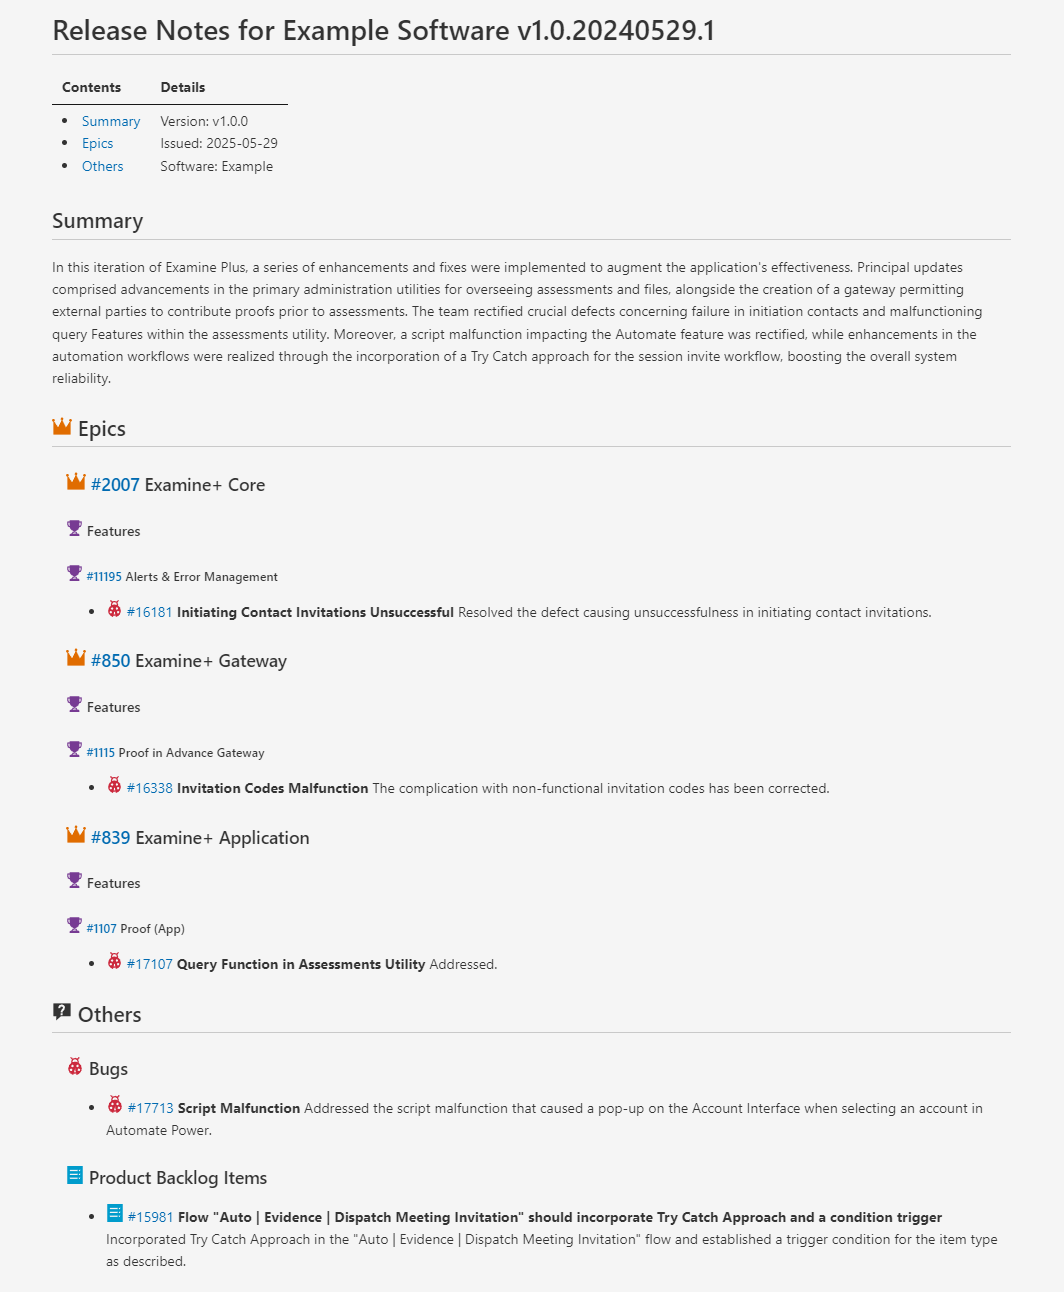 Release Notes for Example Software v1.0.20240529.1
Contents Details
Summary Version: v1.0.0
Epics Issued: 2025-05-29
Others Software: Example
Summary
In this iteration of Examine Plus, a series of enhancements and fixes were implemented to augment the application's effectiveness. Principal updates
comprised advancements in the primary administration utilities for overseeing assessments and files, alongside the creation of a gateway permitting
external parties to contribute proofs prior to assessments. The team rectified crucial defects concerning failure in initiation contacts and malfunctioning
query Features within the assessments utility. Moreover, a script malfunction impacting the Automate feature was rectified, while enhancements in the
automation workflows were realized through the incorporation of a Try Catch approach for the session invite workflow, boosting the overall system
reliability.
Epics
#2007 Examine+ Core
Features
#11195 Alerts & Error Management
#16181 Initiating Contact Invitations Unsuccessful Resolved the defect causing unsuccessfulness in initiating contact invitations.
#850 Examine+ Gateway
Features
#1115 Proof in Advance Gateway
#16338 Invitation Codes Malfunction The complication with non-functional invitation codes has been corrected.
#839 Examine+ Application
Features
#1107 Proof (App)
#17107 Query Function in Assessments Utility Addressed.
Others
Bugs
#17713 Script Malfunction Addressed the script malfunction that caused a pop-up on the Account Interface when selecting an account in
Automate Power.
Product Backlog Items
#15981 Flow "Auto | Evidence | Dispatch Meeting Invitation" should incorporate Try Catch Approach and a condition trigger
Incorporated Try Catch Approach in the "Auto | Evidence | Dispatch Meeting Invitation" flow and established a trigger condition for the item type
as described.